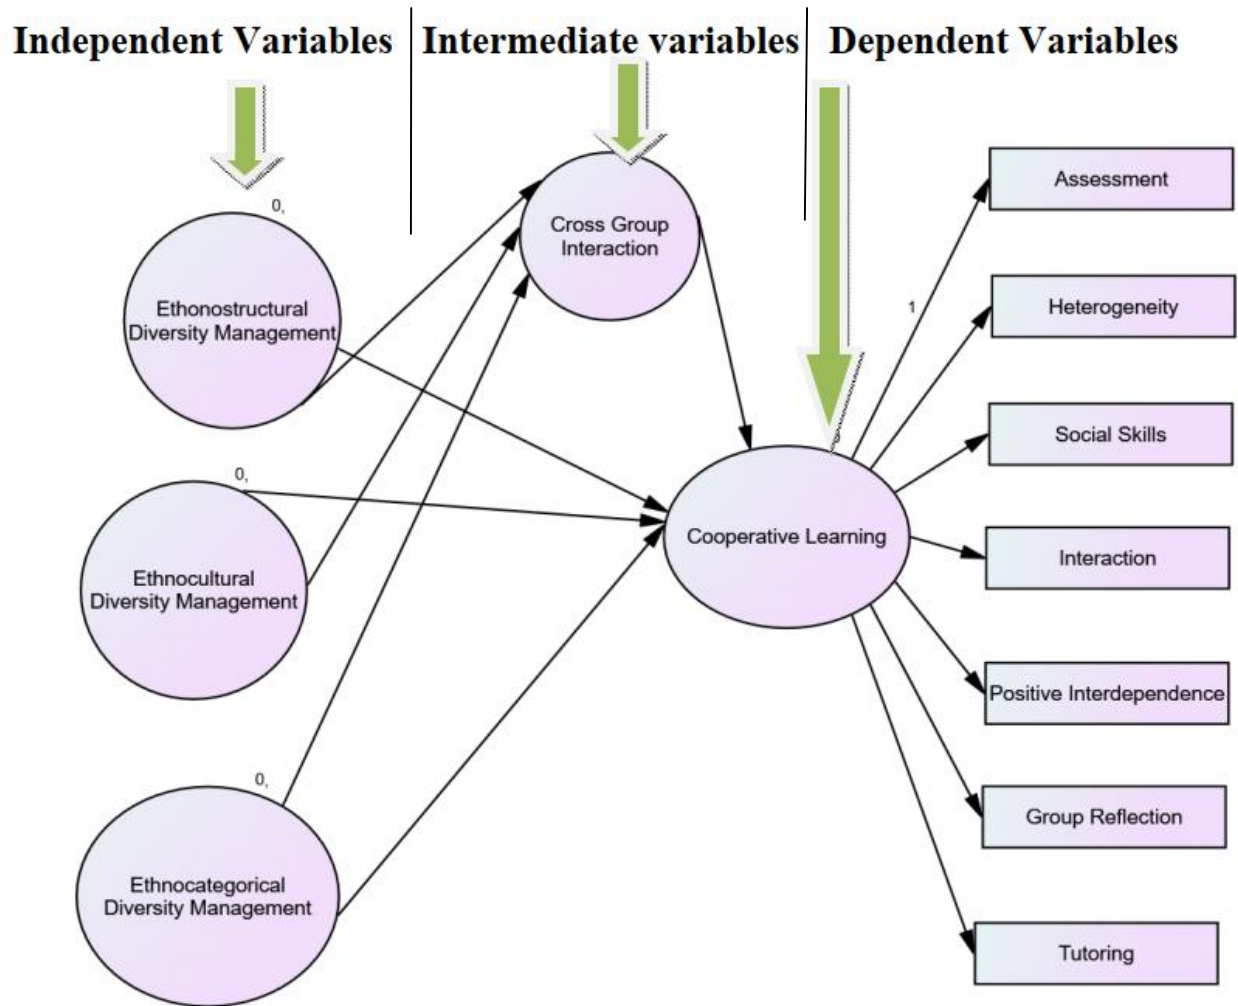 Independent Variables
Intermediate variables
Dependent Variables
0,
Ethonostructural
Diversity Management
0,
Ethnocultural
Diversity Management
0,
Ethnocategorical
Diversity Management
Cross Group
Interaction
Cooperative Learning
1
Assessment
Heterogeneity
Social Skills
Interaction
Positive Interdependence
Group Reflection
Tutoring